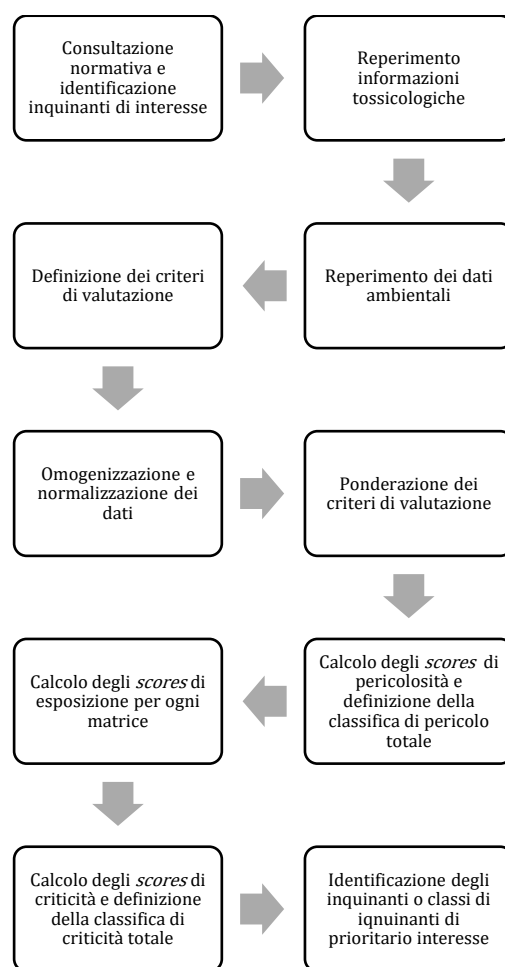 Consultazione
normativa e
identificazione
inquinanti di interesse
Reperimento
informazioni
tossicologiche
Reperimento dei dati
ambientali
Definizione dei criteri
di valutazione
Omogenizzazione e
normalizzazione dei
dati
Ponderazione dei
criteri di valutazione
Calcolo degli scores di
pericolosità e
definizione della
classifica di pericolo
totale
Calcolo degli scores di
esposizione per ogni
matrice
Calcolo degli scores di
criticità e definizione
della classifica di
criticità totale
Identificazione degli
inquinanti o classi di
iqnuinanti di
prioritario interesse